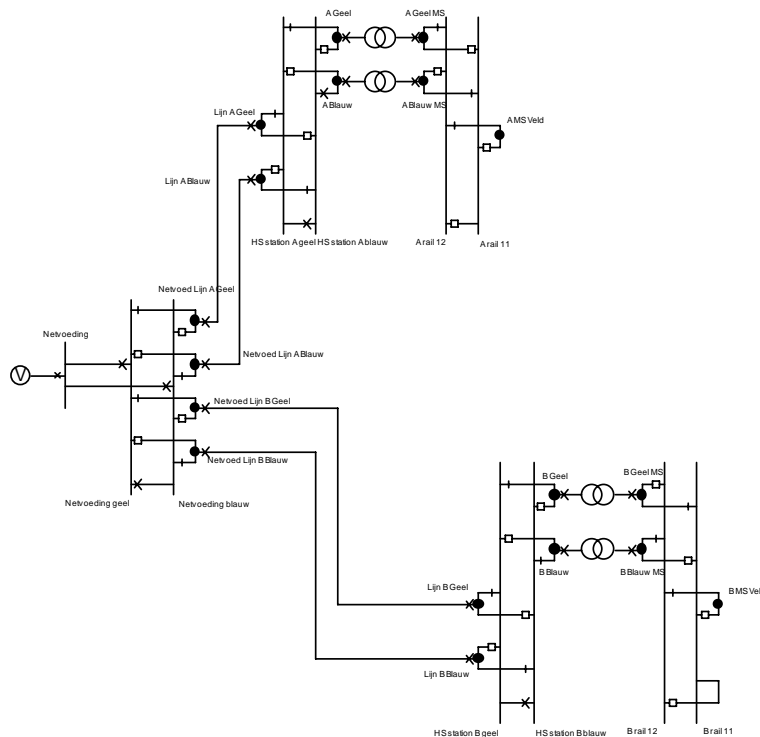 A Geel
A Geel MS
A Blauw
A Blauw MS
Lijn A Geel
A MS Veld
Lijn A Blauw
HS station A geel
HS station A blauw
A rail 12
A rail 11
Netvoed Lijn A Geel
Netvoeding
Netvoed Lijn A Blauw
V
Netvoed Lijn B Geel
Netvoed Lijn B Blauw
Netvoeding geel
Netvoeding blauw
B Geel
B Geel MS
B Blauw
B Blauw MS
Lijn B Geel
B MS Vel
Lijn B Blauw
HS station B geel
HS station B blauw
B rail 12
B rail 11